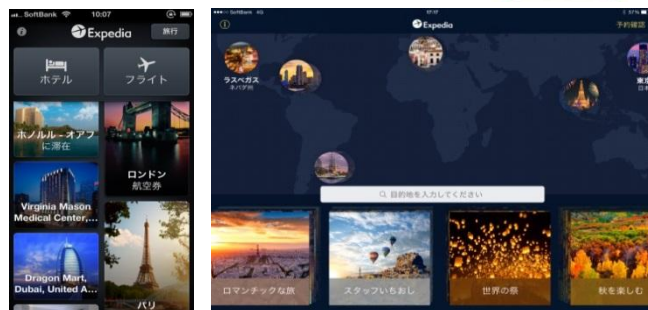 SoftBank
10:07
Expedia
旅行
ホテル
フライト
ホノルル - オアフ
に滞在
ロンドン
航空券
Virginia Mason
Medical Center,...
Dragon Mart,
Dubai, United A...
パリ
SoftBank 4G
37%
Expedia
予約確認
ラスベガス
ネバダ州
目的地を入力してください
ロマンチックな旅
スタッフいちおし
世界の祭
秋を楽しむ